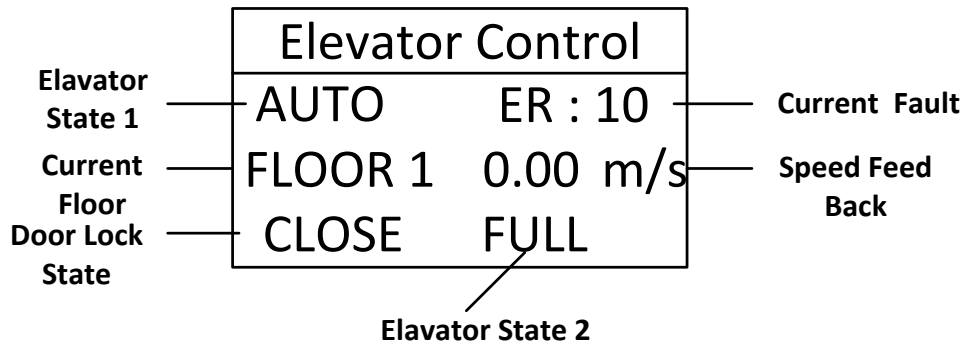 Elevator Control
Elavator
State 1
AUTO ER : 10
Current Fault
Current
Floor
FLOOR 1 0.00 m/s
Speed Feed
Back
Door Lock
State
CLOSE FULL
Elavator State 2